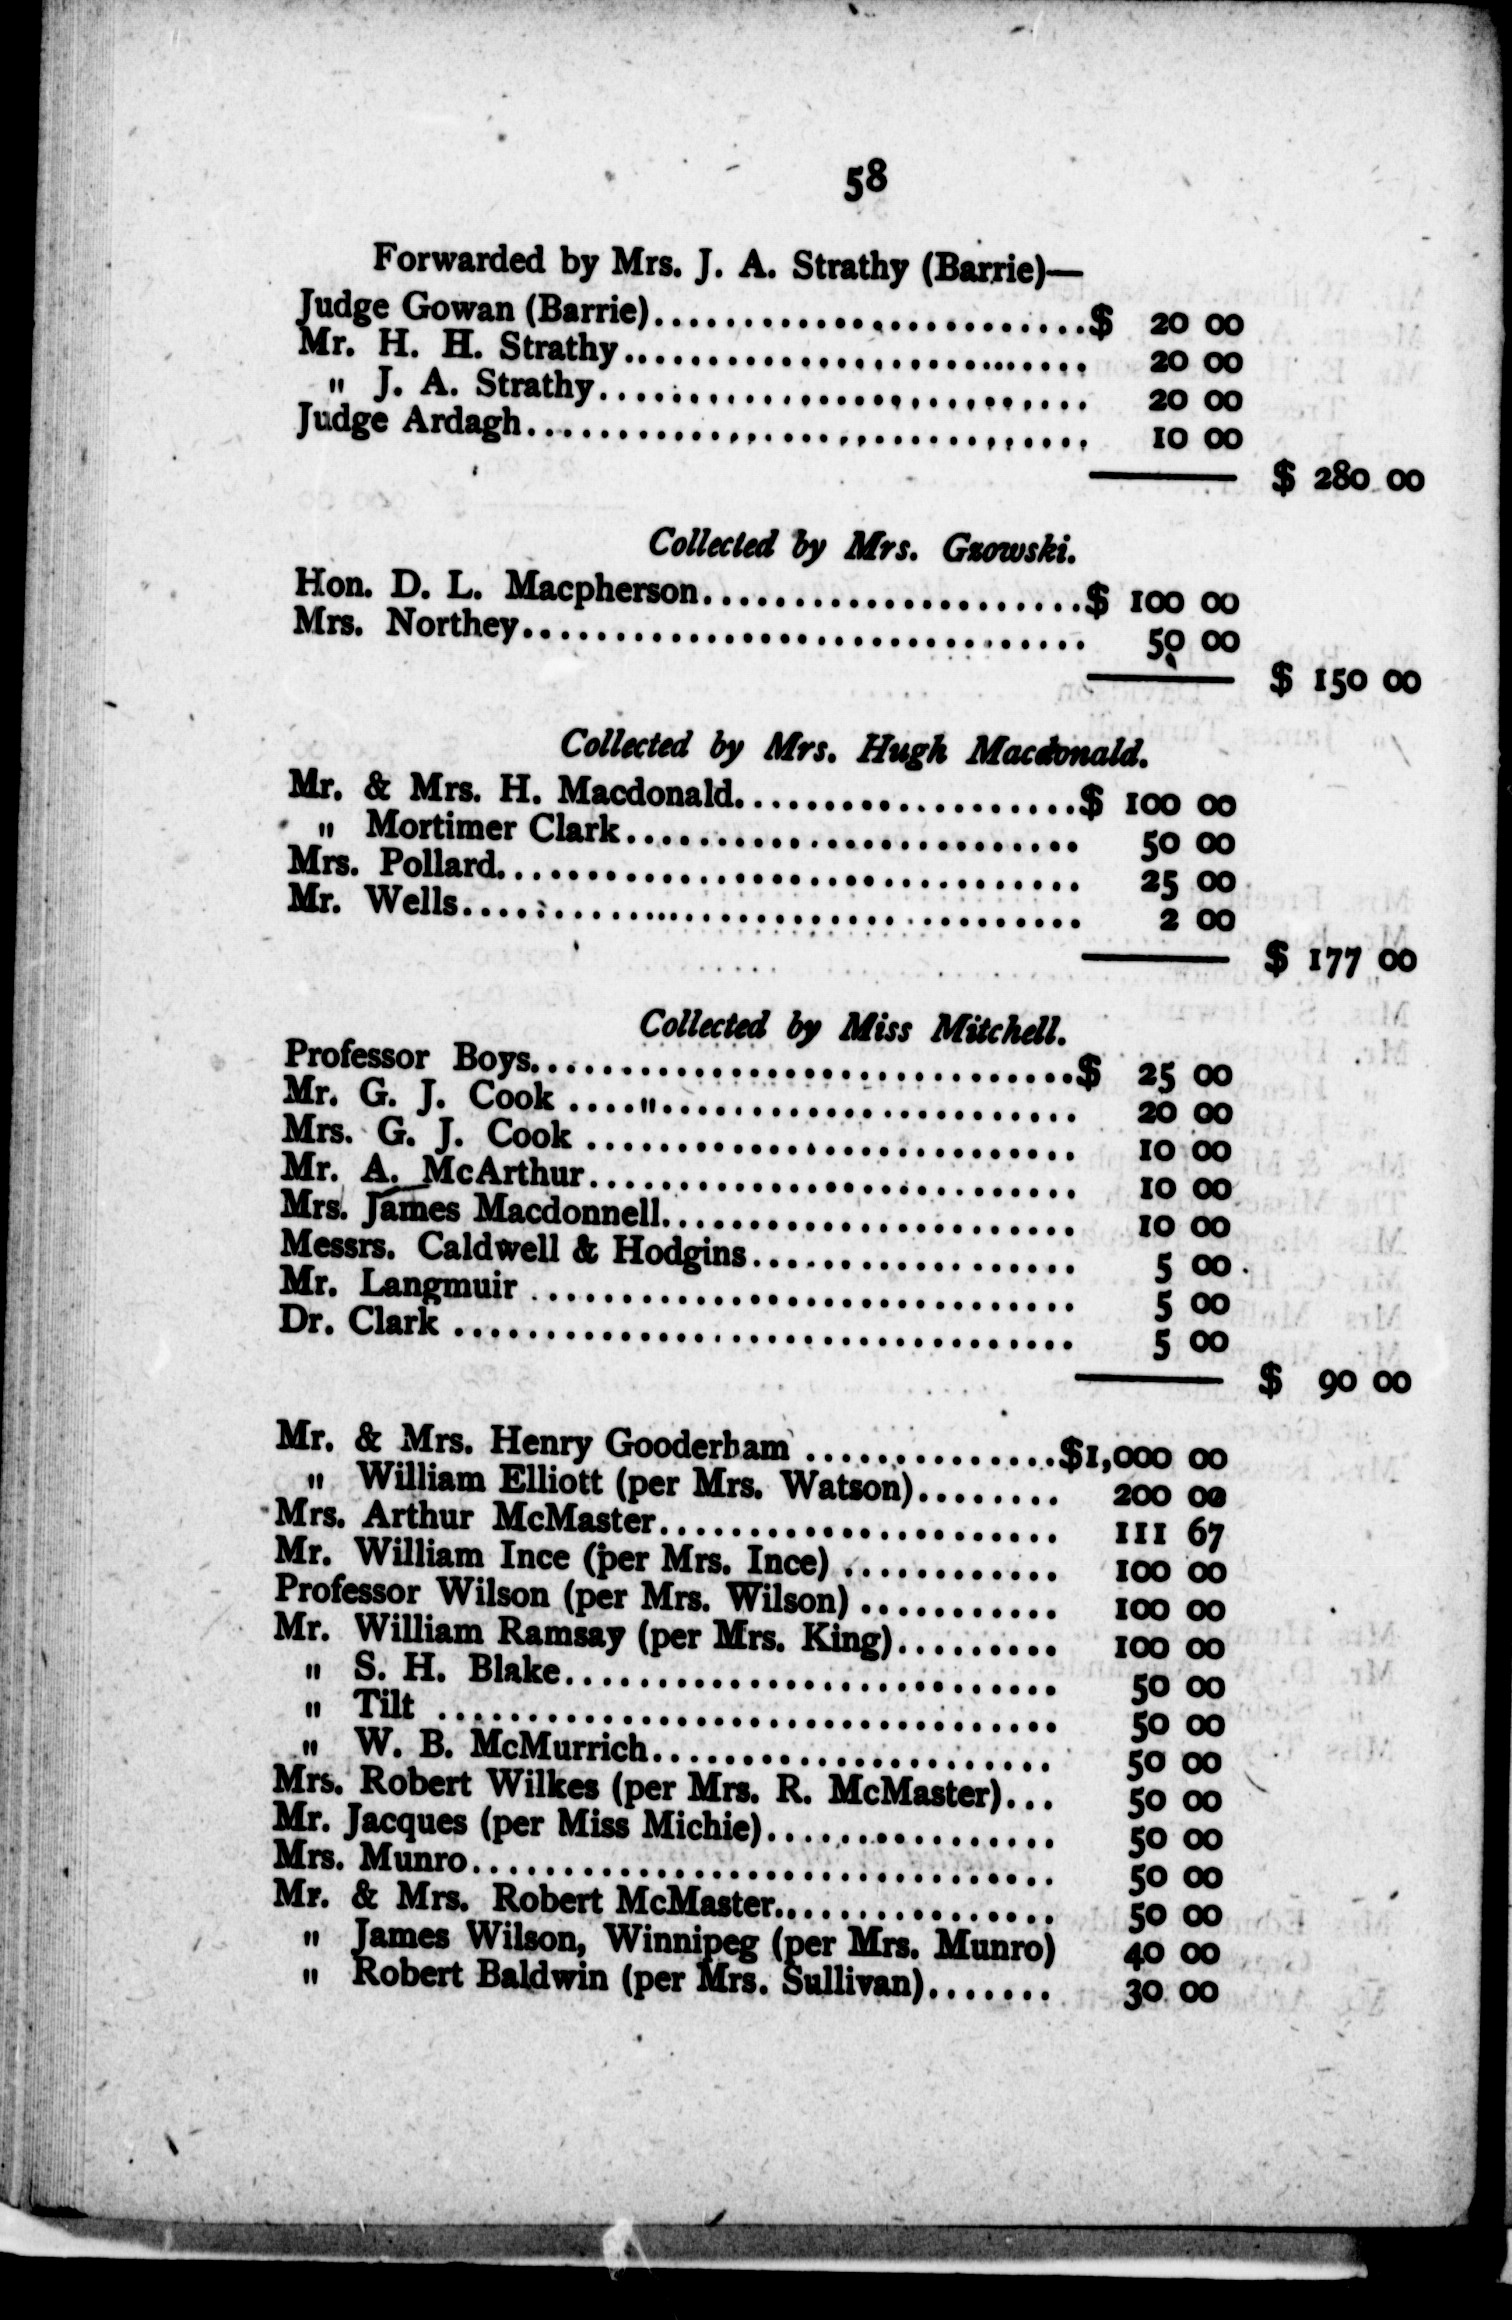 58
Forwarded by Mrs. J. A. Strathy (Barrie)—
Judge Gowan (Barrie)........................$ 20 00
Mr. H. H. Strathy.......................... 20 00
" J. A. Strathy........................... 20 00
Judge Ardagh............................... 10 00
$ 280 00
Collected by Mrs. Gzowski.
Hon. D. L. Macpherson.....................$ 100 00
Mrs. Northey............................... 50 00
$ 150 00
Collected by Mrs. Hugh Macdonald.
Mr. & Mrs. H. Macdonald...................$ 100 00
" Mortimer Clark......................... 50 00
Mrs. Pollard................................ 25 00
Mr. Wells.................................. 2 00
$ 177 00
Collected by Miss Mitchell.
Professor Boys..............................$ 25 00
Mr. G. J. Cook ....".......................  20 00
Mrs. G. J. Cook ........................... 10 00
Mr. A. McArthur........................... 10 00
Mrs. James Macdonnell....................... 10 00
Messrs. Caldwell & Hodgins.................. 5 00
Mr. Langmuir .............................. 5 00
Dr. Clark .................................. 5 00
$ 90 00
Mr. & Mrs. Henry Gooderham ..............$1,000 00
" William Elliott (per Mrs. Watson)........ 200 00
Mrs. Arthur McMaster...................... 111 67
Mr. William Ince (per Mrs. Ince) ............ 100 00
Professor Wilson (per Mrs. Wilson) ........... 100 00
Mr. William Ramsay (per Mrs. King)......... 100 00
" S. H. Blake........................... 50 00
" Tilt .................................. 50 00
" W. B. McMurrich...................... 50 00
Mrs. Robert Wilkes (per Mrs. R. McMaster)... 50 00
Mr. Jacques (per Miss Michie)................ 50 00
Mrs. Munro................................ 50 00
Mr. & Mrs. Robert McMaster................ 50 00
" James Wilson, Winnipeg (per Mrs. Munro) 40 00
" Robert Baldwin (per Mrs. Sullivan)....... 30 00